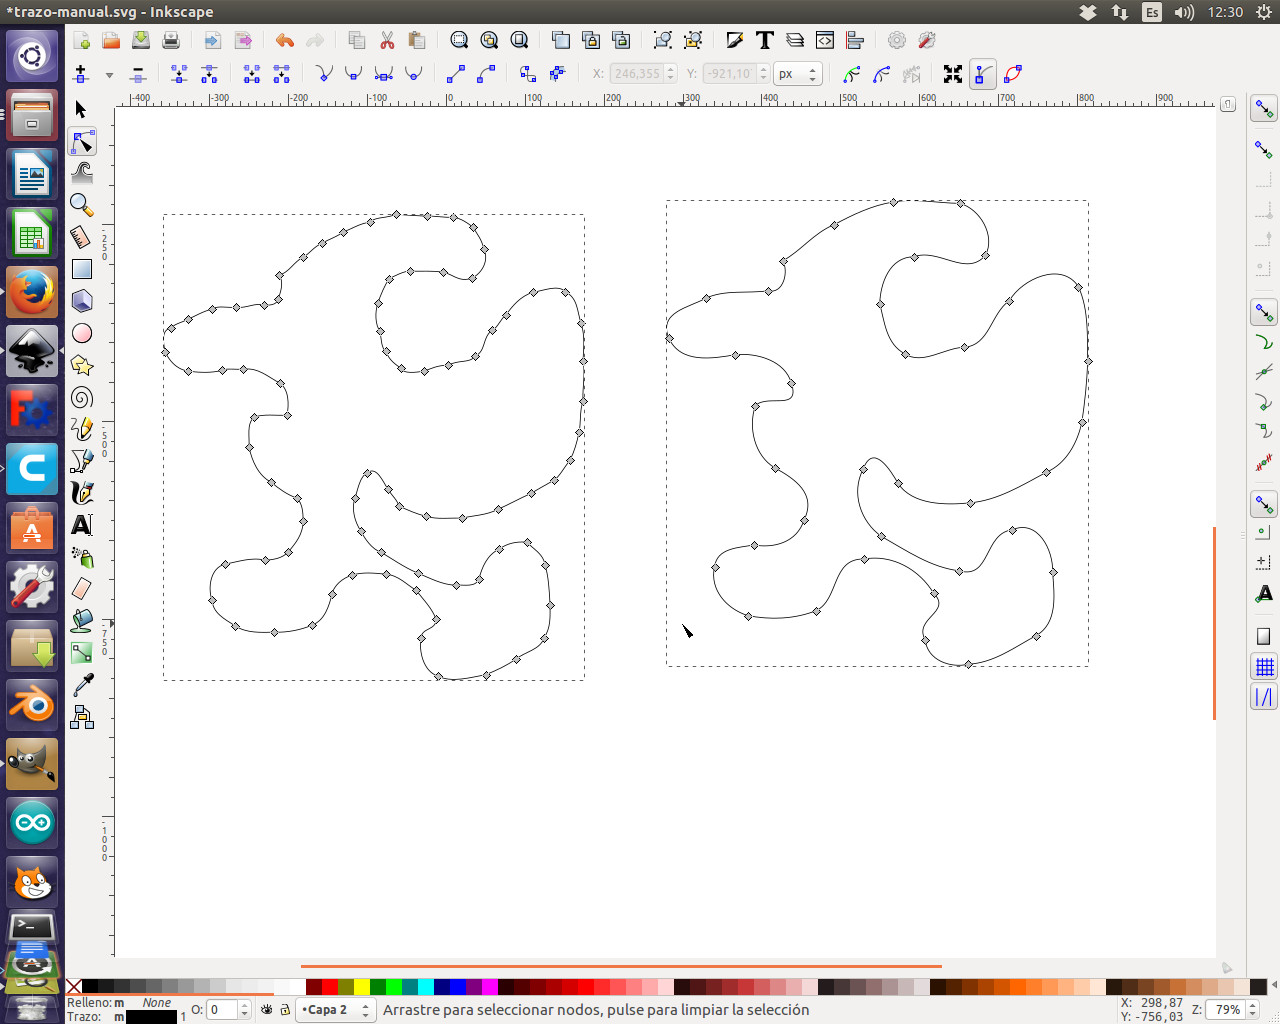 *trazo-manual.svg - Inkscape
Es
12:30
X: 246,355
Y: -921,10
px
-400 -300 -200 -100 0 100 200 300 400 500 600 700 800 900
-250
-500
-750
-1000
Relleno: m None
Trazo: m 1
O: 0
•Capa 2
Arrastre para seleccionar nodos, pulse para limpiar la selección
X: 298,87
Y: -756,03
Z: 79%